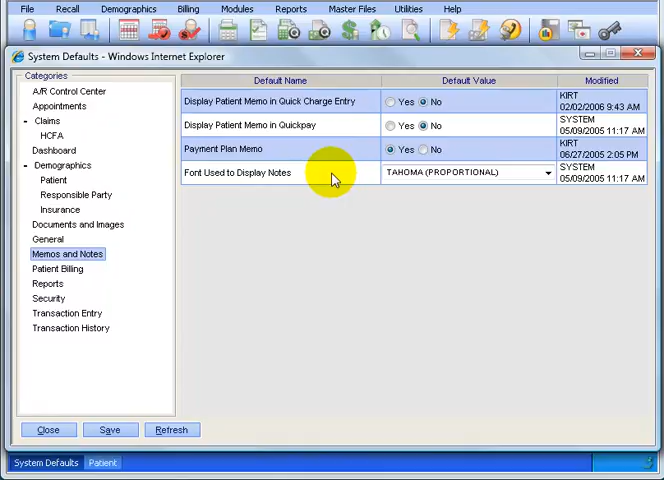 File Recall Demographics Billing Modules Reports Master Files Utilities Help
System Defaults - Windows Internet Explorer
Categories
A/R Control Center
Appointments
Claims
HCFA
Dashboard
Demographics
Patient
Responsible Party
Insurance
Documents and Images
General
Memos and Notes
Patient Billing
Reports
Security
Transaction Entry
Transaction History
Default Name Default Value Modified
Display Patient Memo in Quick Charge Entry Yes No KIRT
02/02/2006 9:43 AM
Display Patient Memo in Quickpay Yes No SYSTEM
05/09/2005 11:17 AM
Payment Plan Memo Yes No KIRT
06/27/2005 2:05 PM
Font Used to Display Notes TAHOMA (PROPORTIONAL) SYSTEM
05/09/2005 11:17 AM
Close Save Refresh
System Defaults Patient